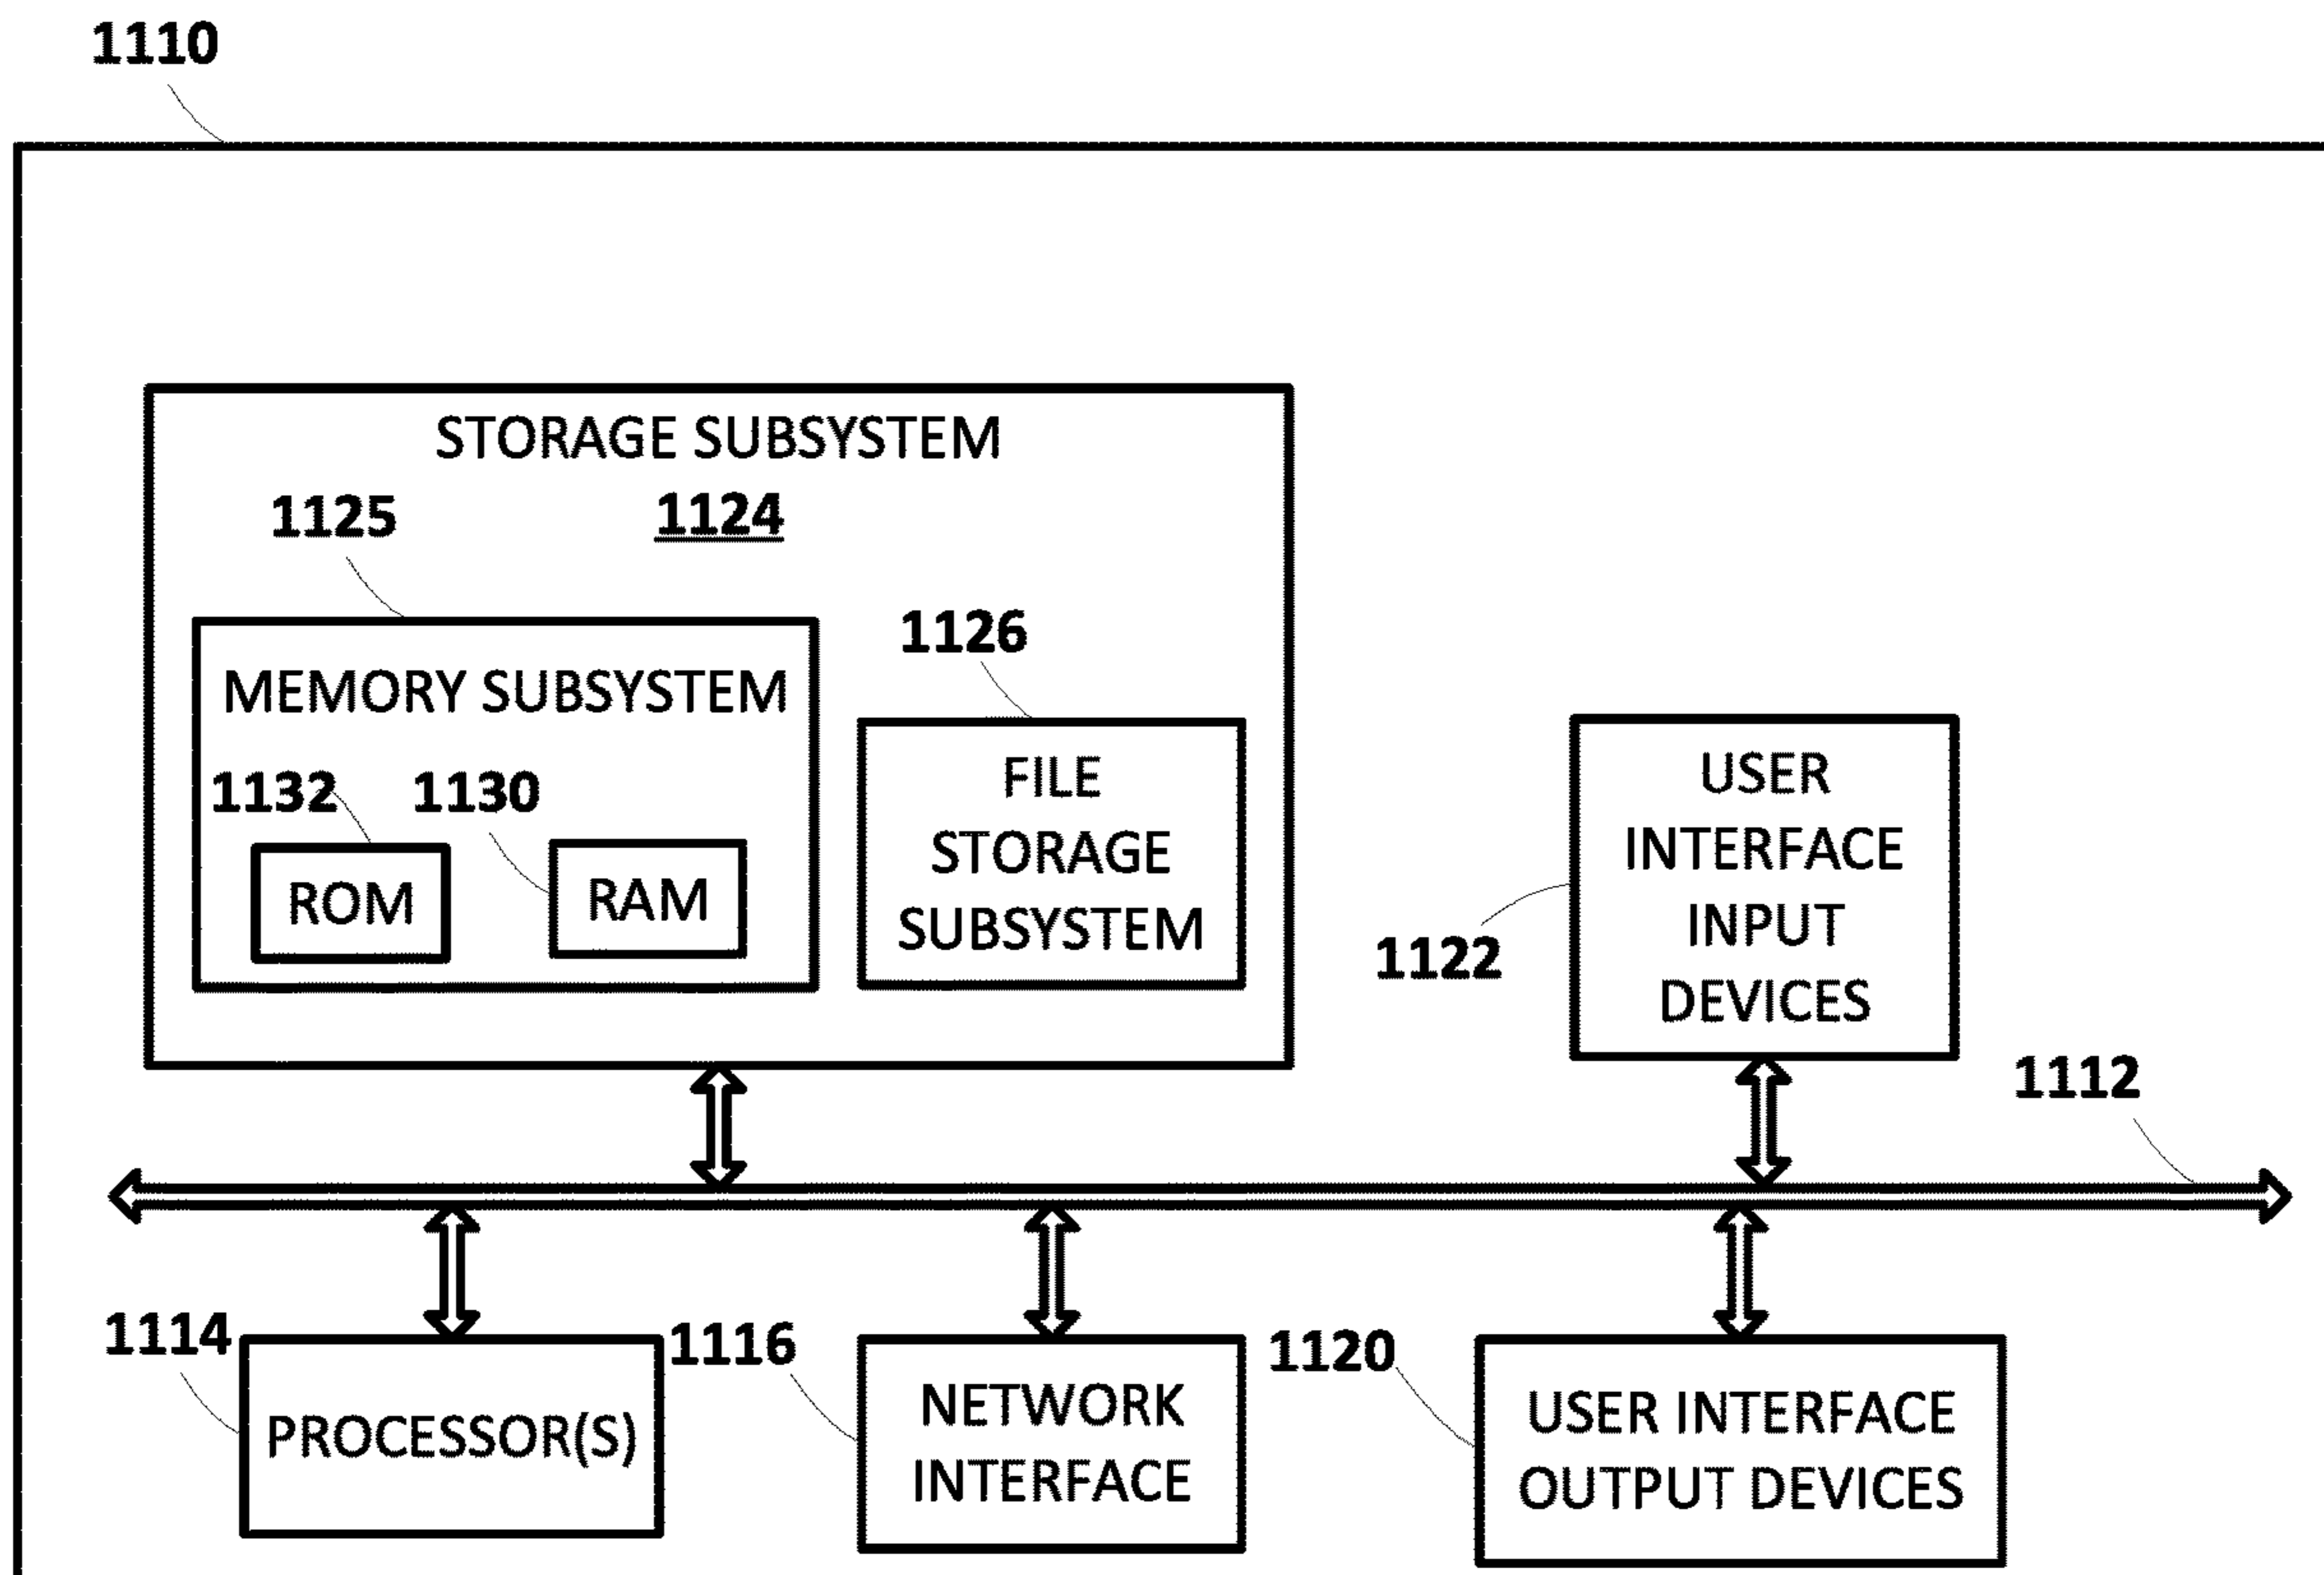 1110
STORAGE SUBSYSTEM
1124
1125
MEMORY SUBSYSTEM
1132
1130
ROM
RAM
1126
FILE
STORAGE
SUBSYSTEM
USER
INTERFACE
INPUT
DEVICES
1122
1112
1114
PROCESSOR(S)
1116
NETWORK
INTERFACE
1120
USER INTERFACE
OUTPUT DEVICES